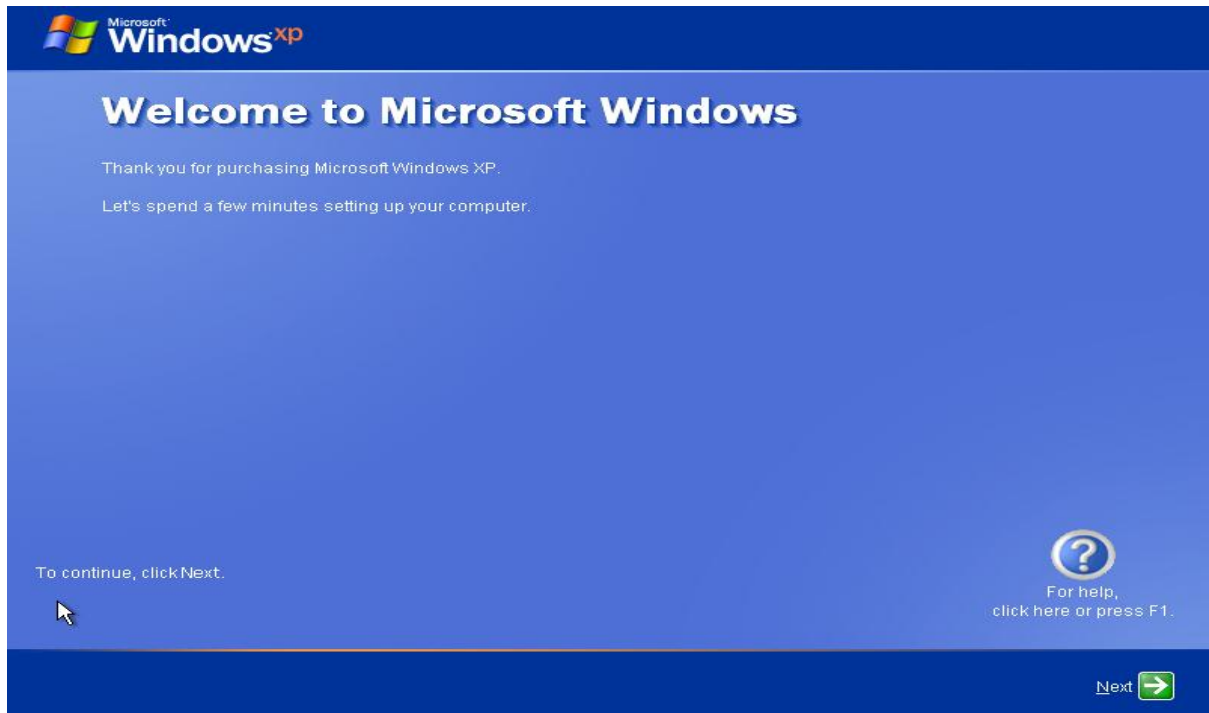 Microsoft
Windows xp
Welcome to Microsoft Windows
Thank you for purchasing Microsoft Windows XP.
Let's spend a few minutes setting up your computer.
To continue, click Next.
?
For help,
click here or press F1.
Next